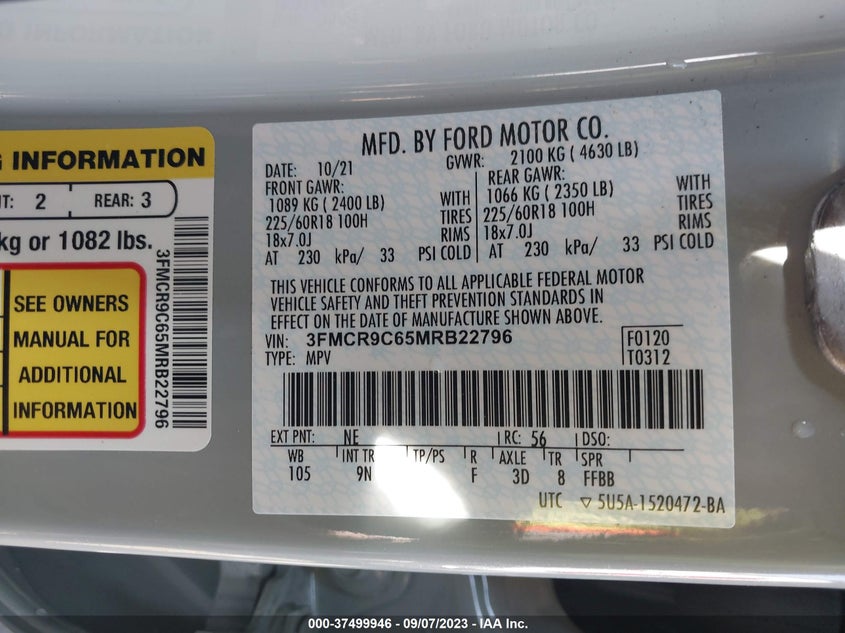 G INFORMATION
NT: 2 REAR: 3
kg or 1082 lbs.
SEE OWNERS
MANUAL FOR
ADDITIONAL
INFORMATION
3FMCR9C65MRB22796
MFD. BY FORD MOTOR CO.
DATE: 10/21 GVWR: 2100 KG ( 4630 LB)
FRONT GAWR: REAR GAWR:
1089 KG ( 2400 LB) WITH 1066 KG ( 2350 LB) WITH
225/60R18 100H TIRES 225/60R18 100H TIRES
18x7.0J RIMS 18x7.0J RIMS
AT 230 kPa/ 33 PSI COLD AT 230 kPa/ 33 PSI COLD
THIS VEHICLE CONFORMS TO ALL APPLICABLE FEDERAL MOTOR
VEHICLE SAFETY AND THEFT PREVENTION STANDARDS IN
EFFECT ON THE DATE OF MANUFACTURE SHOWN ABOVE.
VIN: 3FMCR9C65MRB22796 F0120
TYPE: MPV T0312
EXT PNT: NE RC: 56 DSO:
WB INT TR TP/PS R AXLE TR SPR
105 9N F 3D 8 FFBB
UTC ▽ 5U5A-1520472-BA
000-37499946 - 09/07/2023 - IAA Inc.